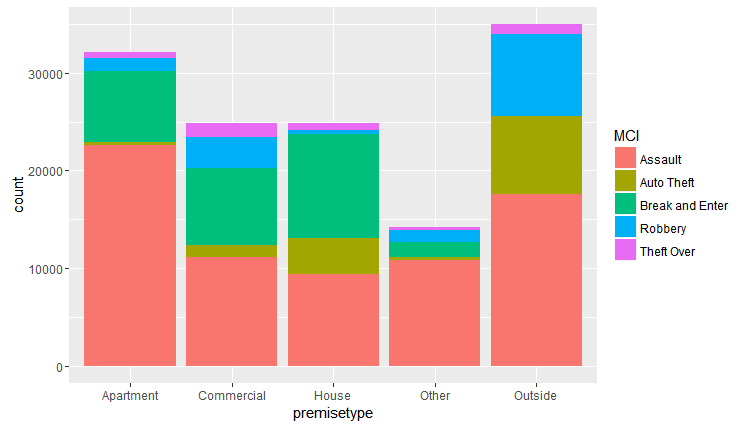 count
30000
20000
10000
0
Apartment
Commercial
House
Other
Outside
premisetype
MCI
Assault
Auto Theft
Break and Enter
Robbery
Theft Over